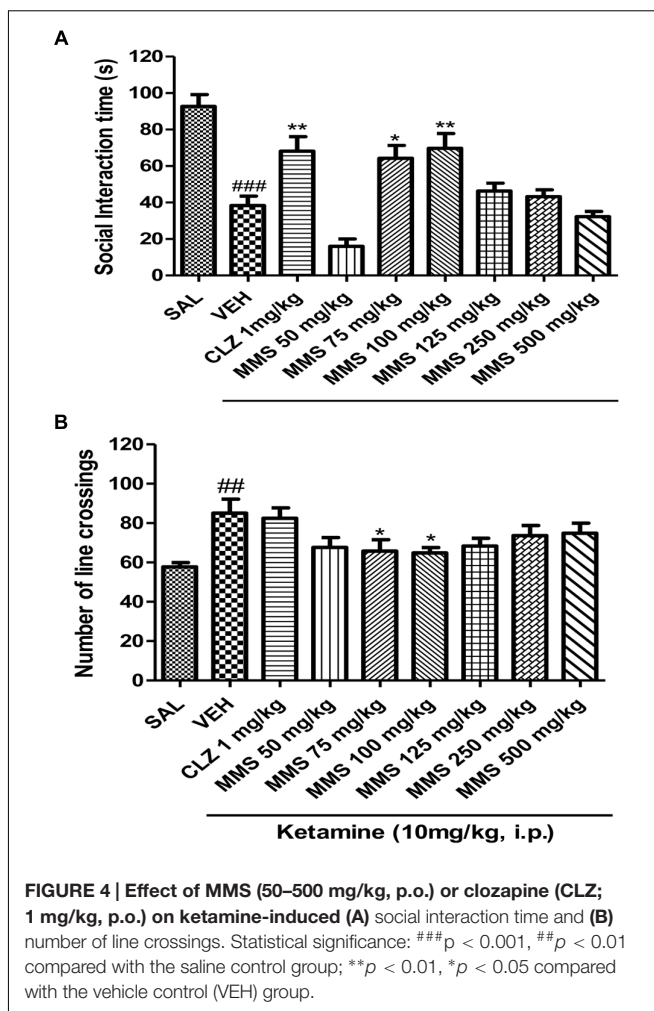 A
Social Interaction time (s)
120
100
80
60
40
20
0
###
**
*
**
SAL
VEH
CLZ 1mg/kg
MMS 50 mg/kg
MMS 75 mg/kg
MMS 100 mg/kg
MMS 125 mg/kg
MMS 250 mg/kg
MMS 500 mg/kg
B
Number of line crossings
120
100
80
60
40
20
0
##
*
*
SAL
VEH
CLZ 1 mg/kg
MMS 50 mg/kg
MMS 75 mg/kg
MMS 100 mg/kg
MMS 125 mg/kg
MMS 250 mg/kg
MMS 500 mg/kg
Ketamine (10mg/kg, i.p.)
FIGURE 4 | Effect of MMS (50–500 mg/kg, p.o.) or clozapine (CLZ;
1 mg/kg, p.o.) on ketamine-induced (A) social interaction time and (B)
number of line crossings. Statistical significance: ###p < 0.001, ##p < 0.01
compared with the saline control group; **p < 0.01, *p < 0.05 compared
with the vehicle control (VEH) group.